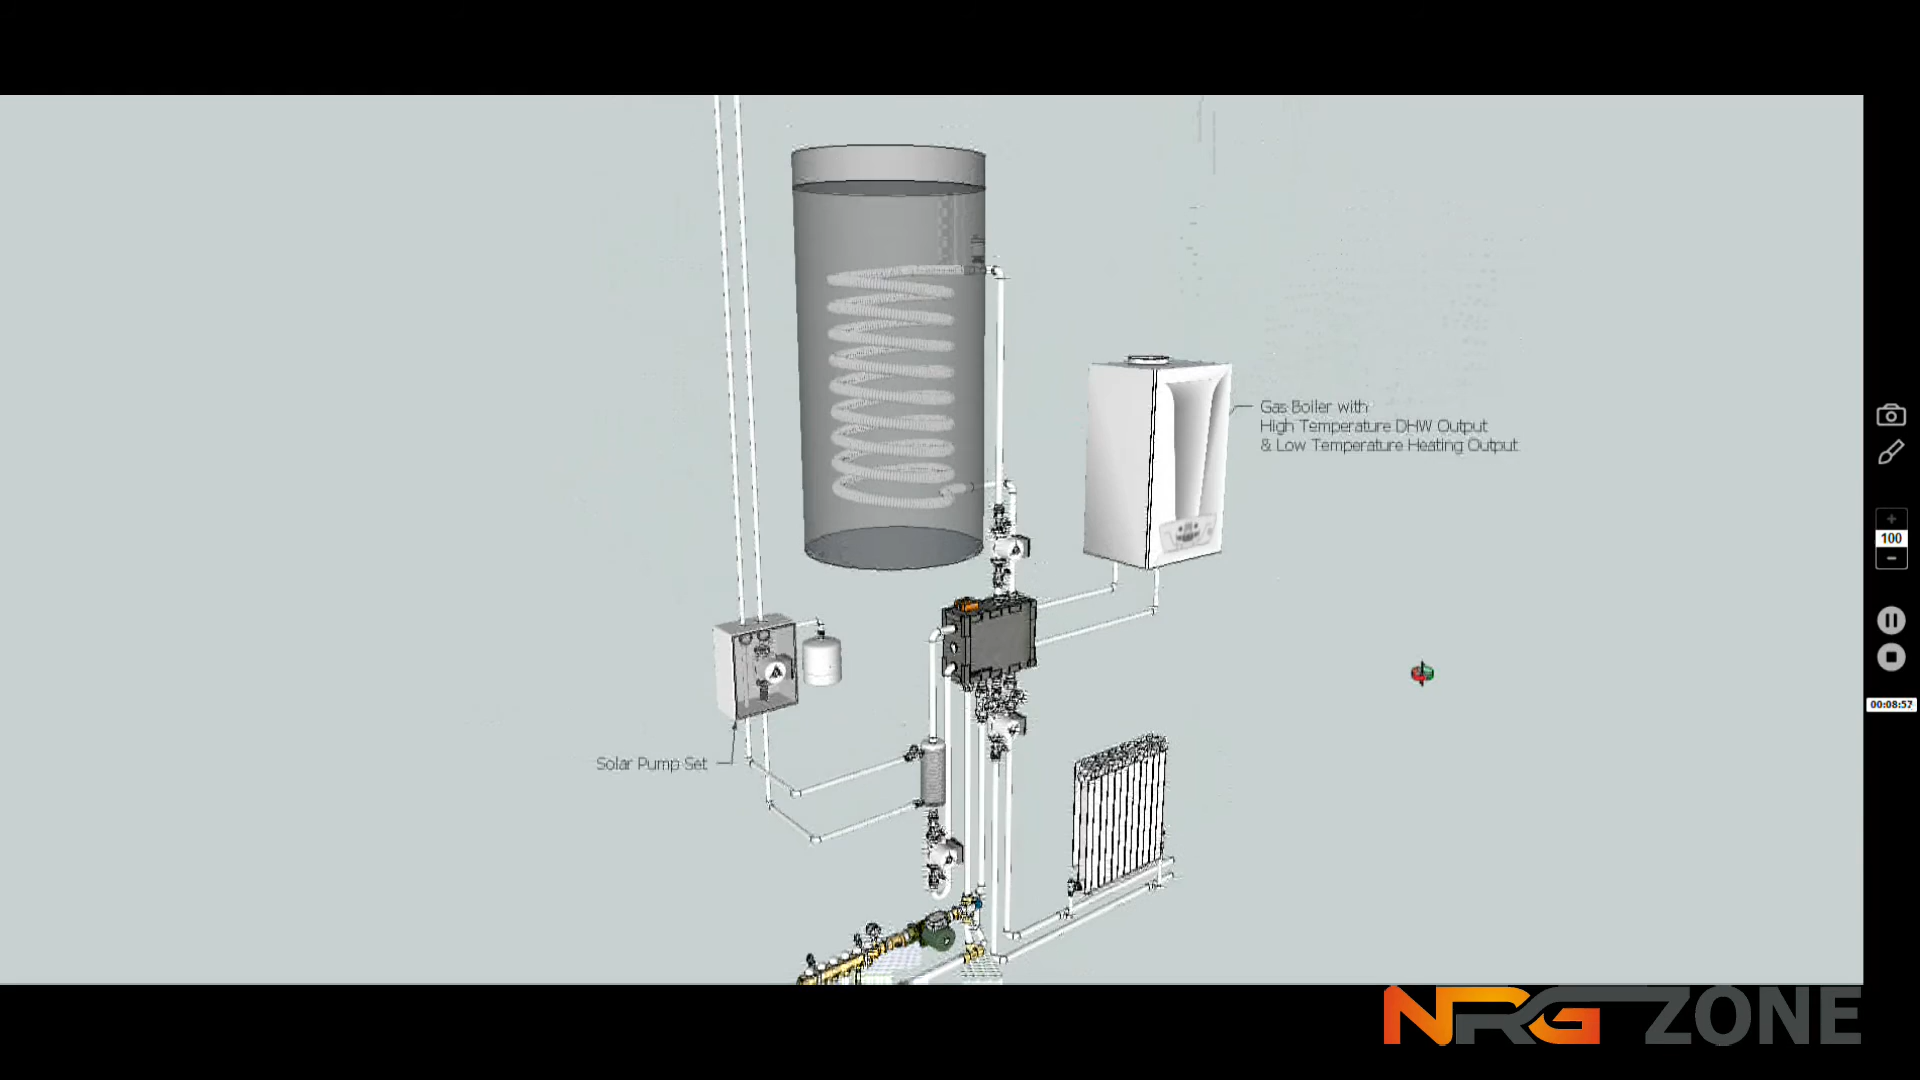 Gas Boiler with
High Temperature DHW Output
& Low Temperature Heating Output
100
00:08:57
Solar Pump Set
NRG ZONE